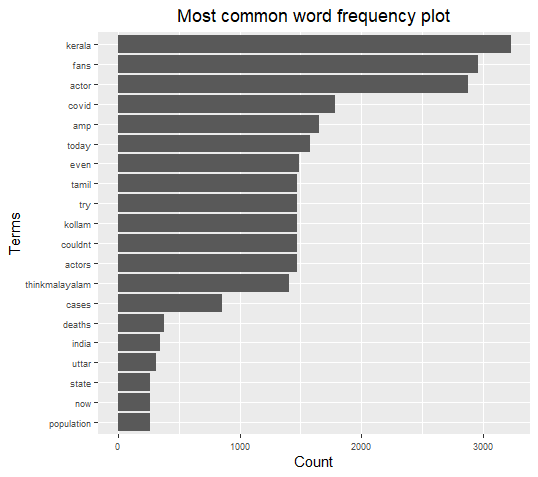 Most common word frequency plot
Terms
kerala
fans
actor
covid
amp
today
even
tamil
try
kollam
couldnt
actors
thinkmalayalam
cases
deaths
india
uttar
state
now
population
0 1000 2000 3000
Count